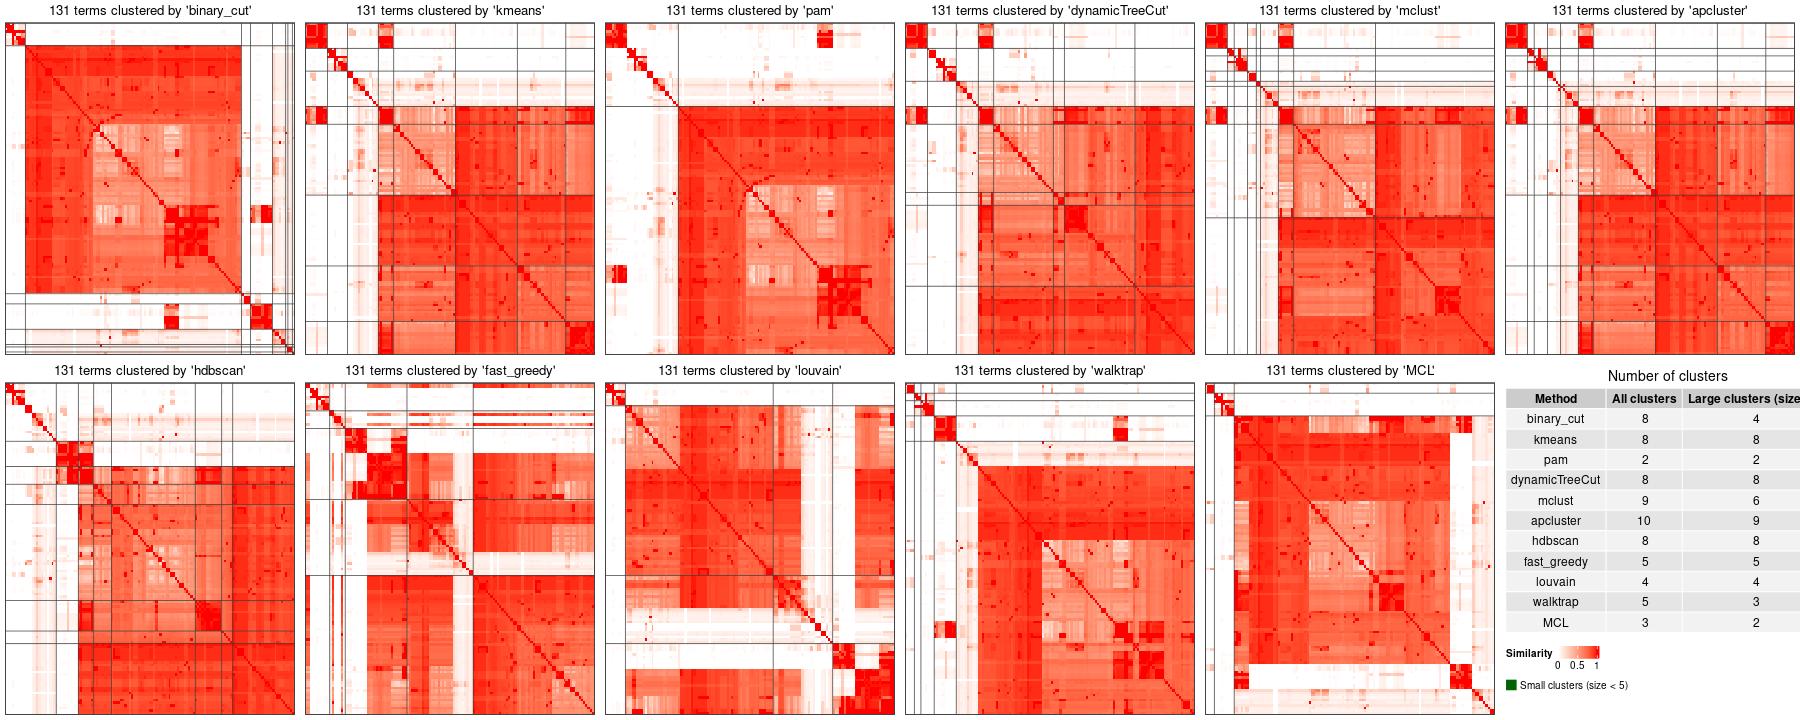 131 terms clustered by 'binary_cut'
131 terms clustered by 'kmeans'
131 terms clustered by 'pam'
131 terms clustered by 'dynamicTreeCut'
131 terms clustered by 'mclust'
131 terms clustered by 'apcluster'
131 terms clustered by 'hdbscan'
131 terms clustered by 'fast_greedy'
131 terms clustered by 'louvain'
131 terms clustered by 'walktrap'
131 terms clustered by 'MCL'
Number of clusters
Method All clusters Large clusters (size
binary_cut 8 4
kmeans 8 8
pam 2 2
dynamicTreeCut 8 8
mclust 9 6
apcluster 10 9
hdbscan 8 8
fast_greedy 5 5
louvain 4 4
walktrap 5 3
MCL 3 2
Similarity
0 0.5 1
Small clusters (size < 5)